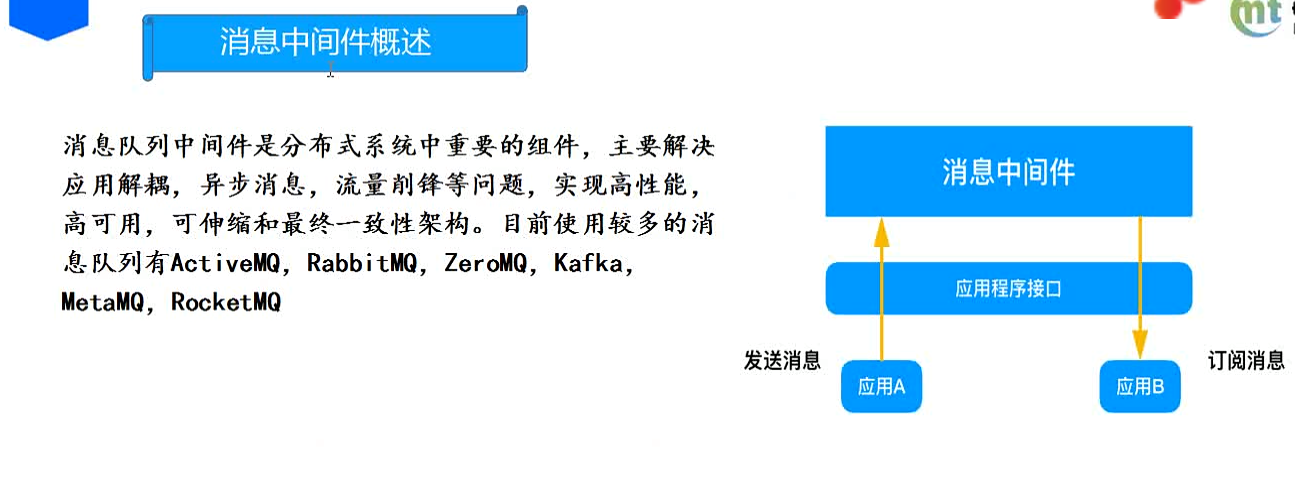 消息中间件概述
消息队列中间件是分布式系统中重要的组件，主要解决
应用解耦，异步消息，流量削锋等问题，实现高性能，
高可用，可伸缩和最终一致性架构。目前使用较多的消
息队列有ActiveMQ，RabbitMQ，ZeroMQ，Kafka，
MetaMQ，RocketMQ
消息中间件
应用程序接口
发送消息
应用A
应用B
订阅消息
mt